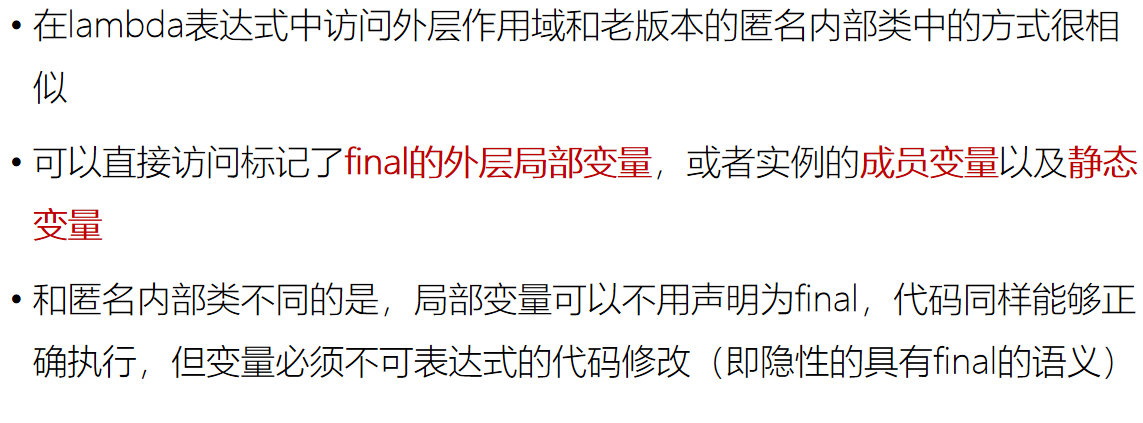 • 在lambda表达式中访问外层作用域和老版本的匿名内部类中的方式很相
似
• 可以直接访问标记了final的外层局部变量，或者实例的成员变量以及静态
变量
• 和匿名内部类不同的是，局部变量可以不用声明为final，代码同样能够正
确执行，但变量必须不可表达式的代码修改（即隐性的具有final的语义）